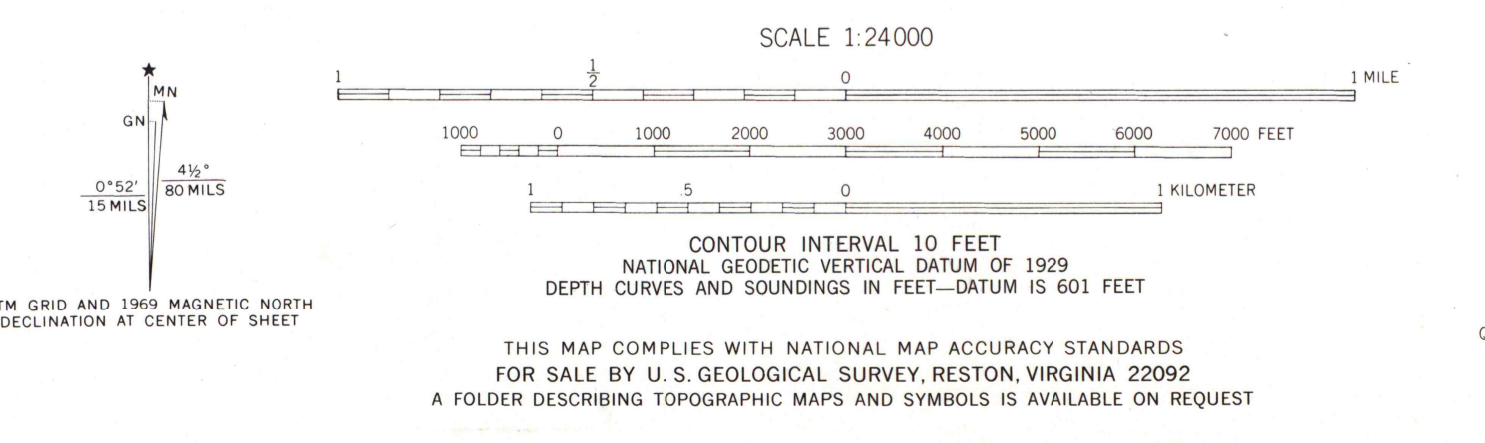 SCALE 1:24000
1 1/2 0 1 MILE
1000 0 1000 2000 3000 4000 5000 6000 7000 FEET
1 .5 0 1 KILOMETER
CONTOUR INTERVAL 10 FEET
NATIONAL GEODETIC VERTICAL DATUM OF 1929
DEPTH CURVES AND SOUNDINGS IN FEET—DATUM IS 601 FEET
THIS MAP COMPLIES WITH NATIONAL MAP ACCURACY STANDARDS
FOR SALE BY U. S. GEOLOGICAL SURVEY, RESTON, VIRGINIA 22092
A FOLDER DESCRIBING TOPOGRAPHIC MAPS AND SYMBOLS IS AVAILABLE ON REQUEST
★
MN
GN
4½°
80 MILS
0°52'
15 MILS
TM GRID AND 1969 MAGNETIC NORTH
DECLINATION AT CENTER OF SHEET